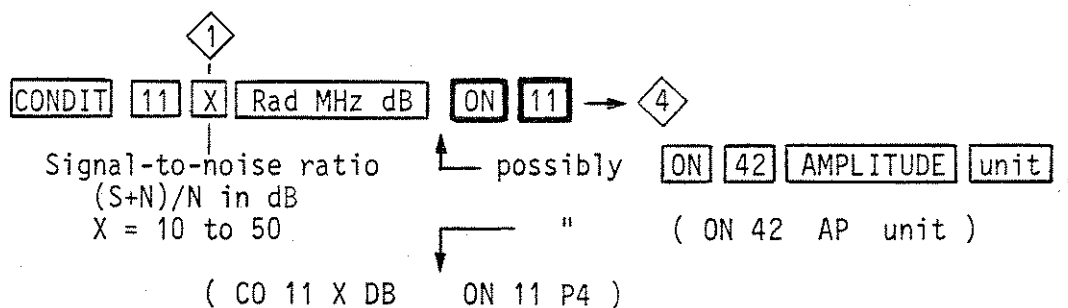 1
CONDIT 11 X Rad MHz dB ON 11 4
Signal-to-noise ratio possibly ON 42 AMPLITUDE unit
(S+N)/N in dB
X = 10 to 50 " ( ON 42 AP unit )
( CO 11 X DB ON 11 P4 )